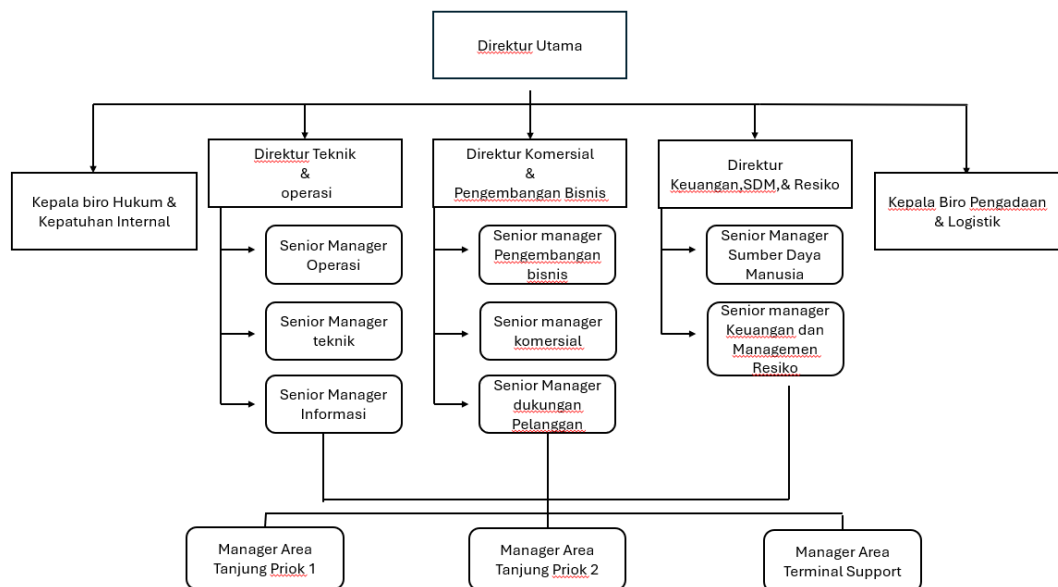 Direktur Utama
Kepala biro Hukum &
Kepatuhan Internal
Direktur Teknik
&
operasi
Direktur Komersial
&
Pengembangan Bisnis
Direktur
Keuangan,SDM,& Resiko
Kepala Biro Pengadaan
& Logistik
Senior Manager
Operasi
Senior manager
Pengembangan
bisnis
Senior Manager
Sumber Daya
Manusia
Senior Manager
teknik
Senior manager
komersial
Senior manager
Keuangan dan
Managemen
Resiko
Senior Manager
Informasi
Senior Manager
dukungan
Pelanggan
Manager Area
Tanjung Priok 1
Manager Area
Tanjung Priok 2
Manager Area
Terminal Support